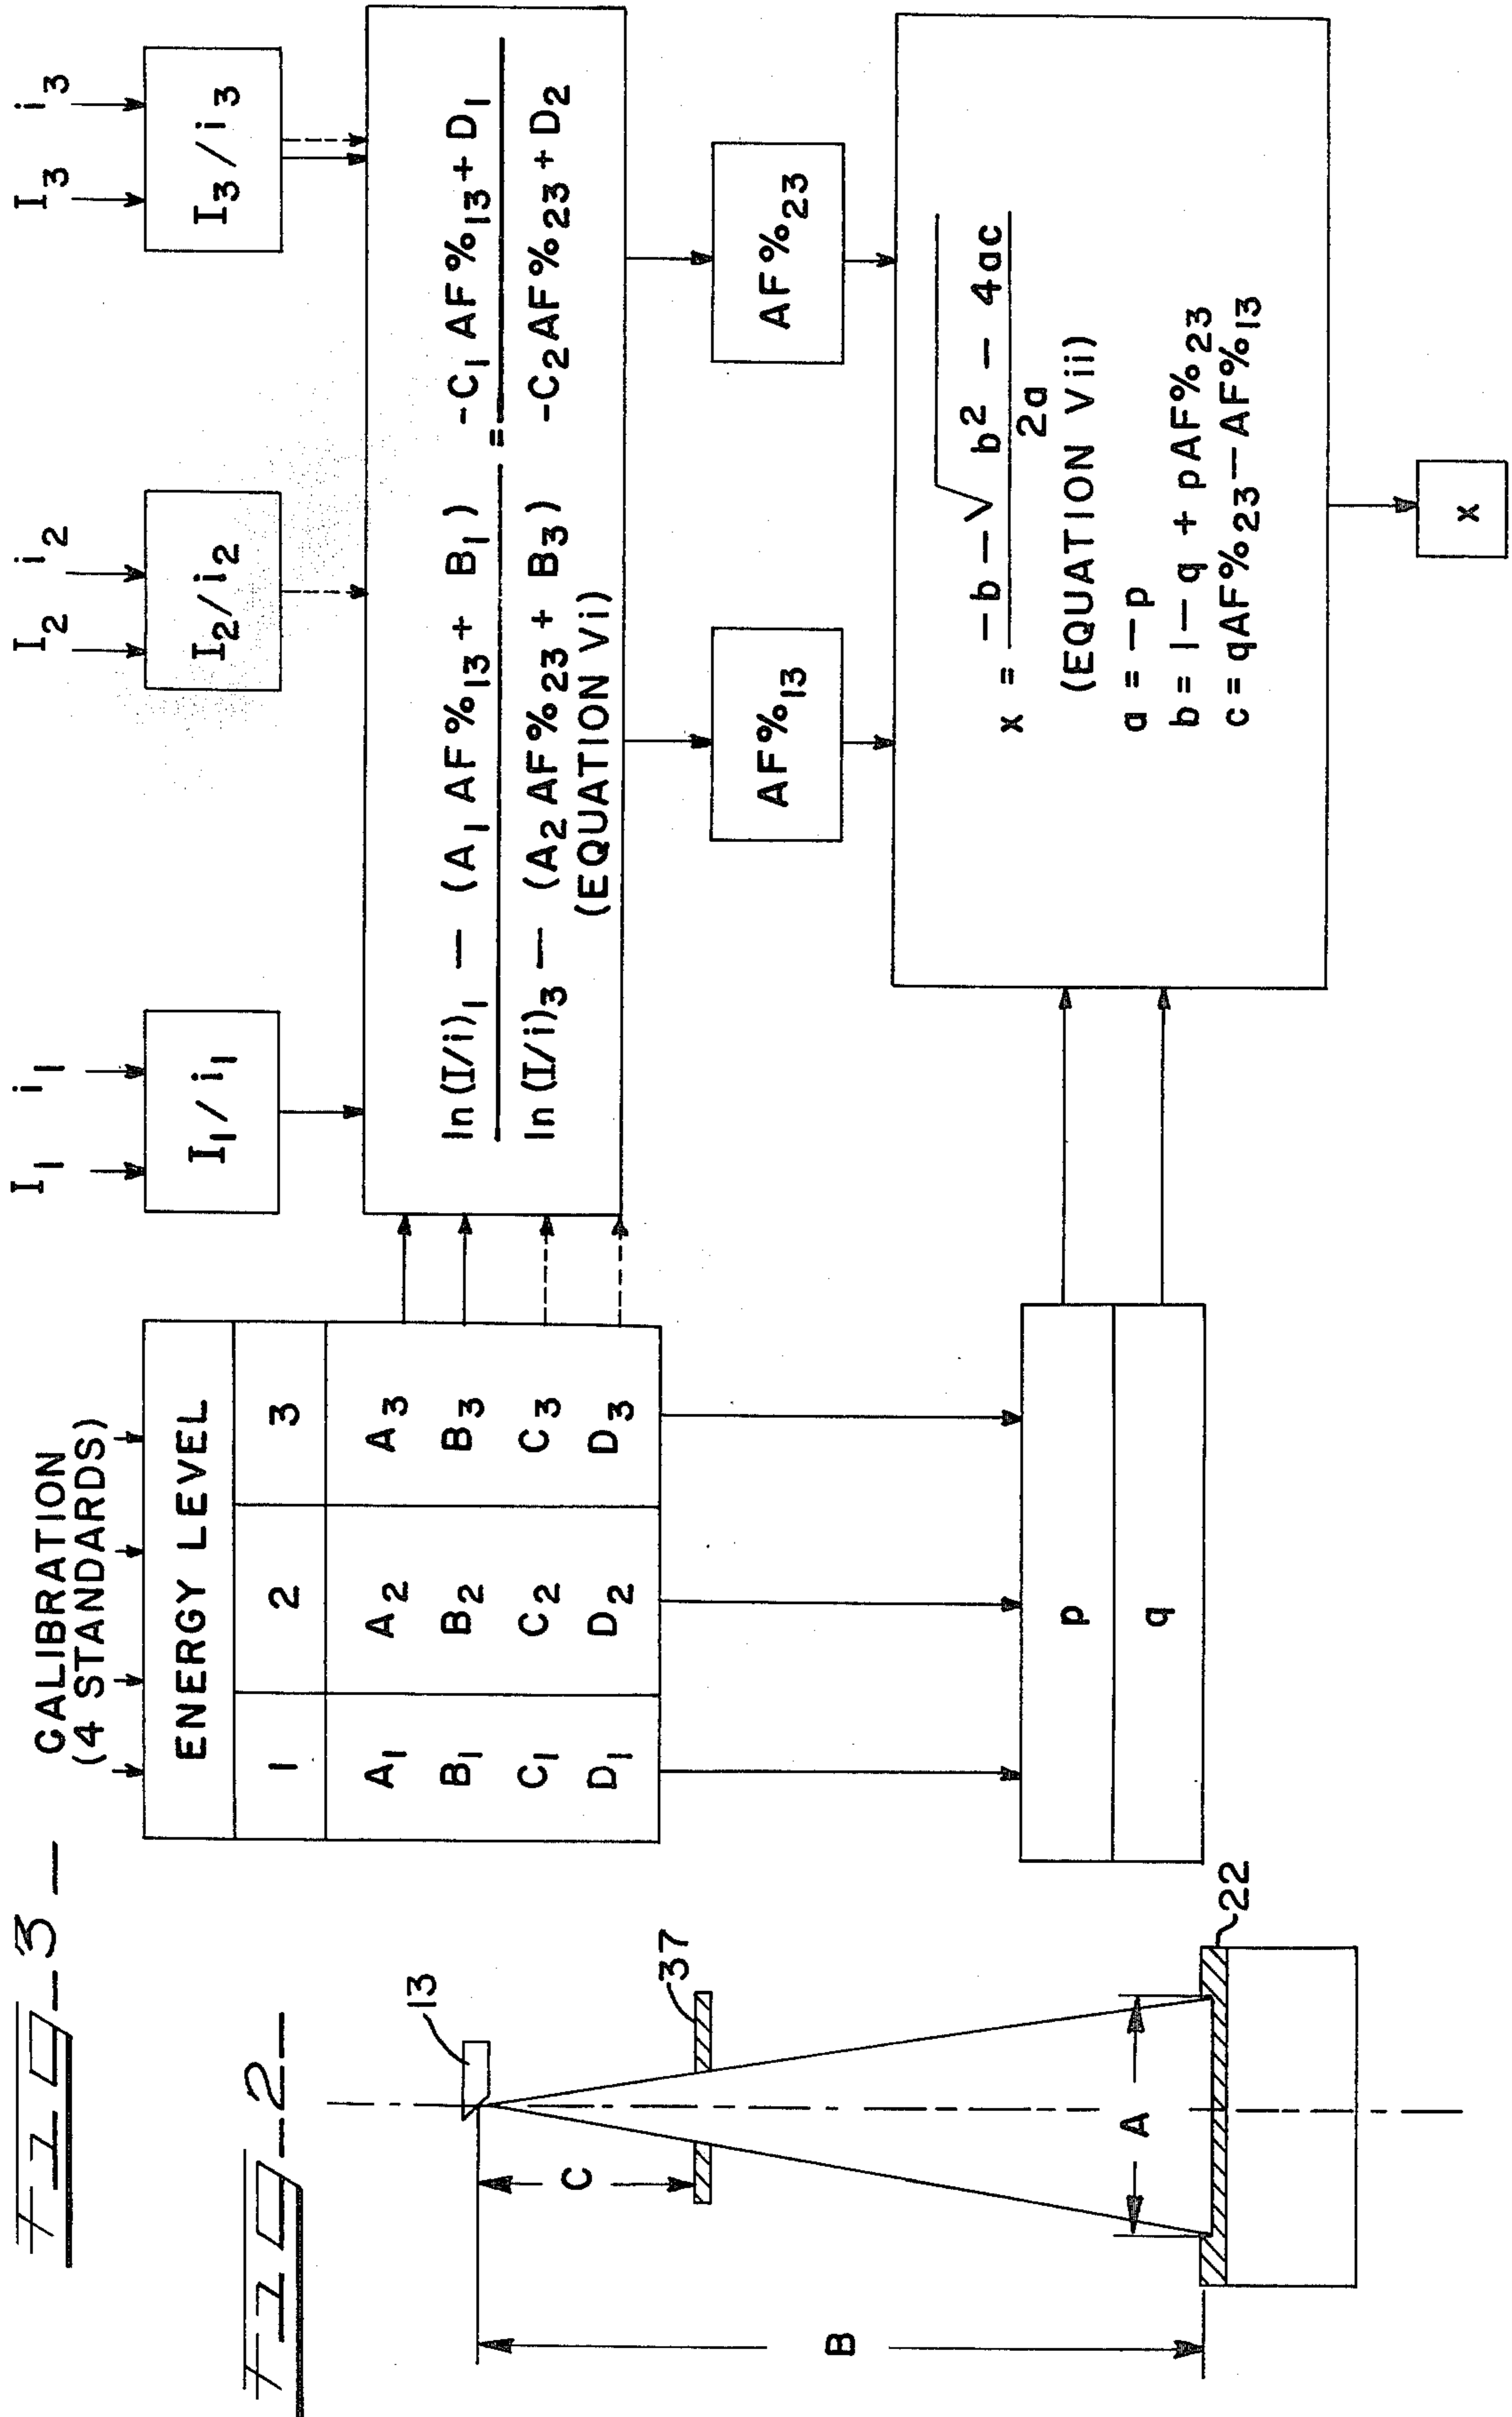 FIG-3-
CALIBRATION
(4 STANDARDS)
ENERGY LEVEL
1 2 3
A1 A2 A3
B1 B2 B3
C1 C2 C3
D1 D2 D3
I1 i1 I2 i2 I3 i3
I1/i1 I2/i2 I3/i3
ln(I/i)1 — (A1 AF%13 + B1) = -C1 AF%13 + D1
ln(I/i)3 — (A2 AF%23 + B3) -C2 AF%23 + D2
(EQUATION Vi)
AF%13 AF%23
p
q
x = -b - √b2 - 4ac
2a
(EQUATION Vii)
a = -p
b = 1 - q + pAF%23
c = qAF%23 - AF%13
x
FIG-2-
13
37
C
B
A
22